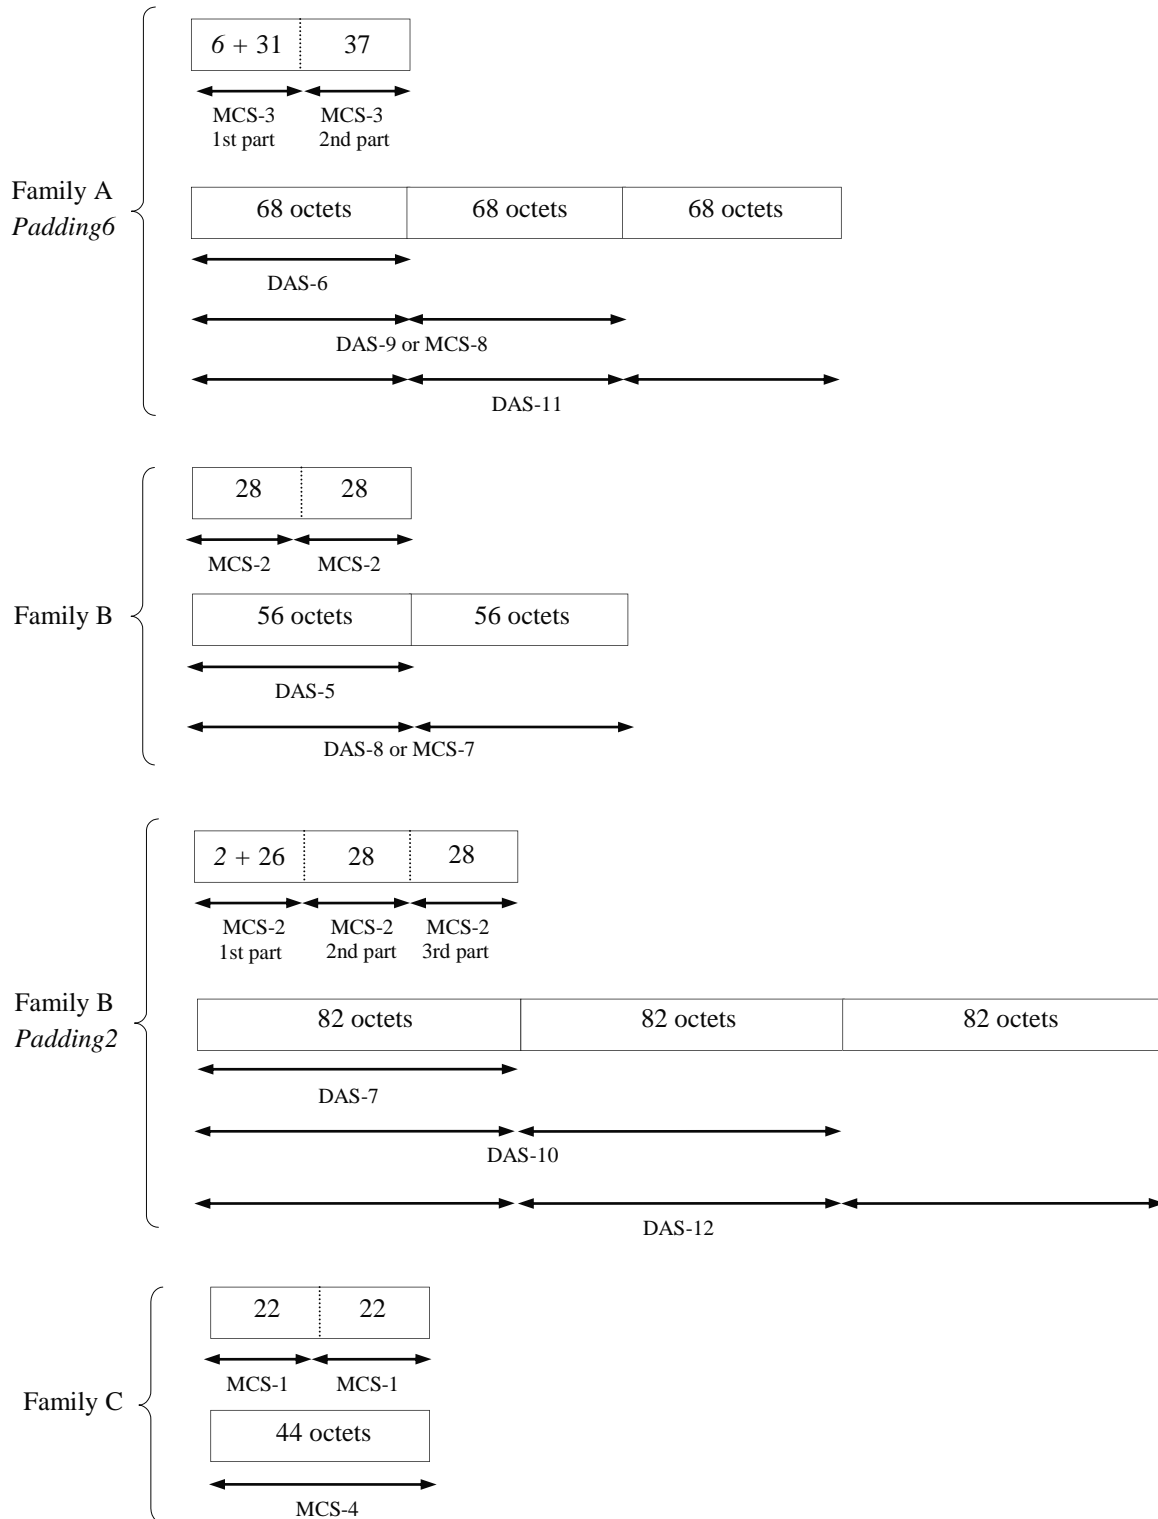 6 + 31 37
MCS-3 MCS-3
1st part 2nd part
Family A
Padding6
68 octets 68 octets 68 octets
DAS-6
DAS-9 or MCS-8
DAS-11
28 28
MCS-2 MCS-2
Family B
56 octets 56 octets
DAS-5
DAS-8 or MCS-7
2 + 26 28 28
MCS-2 MCS-2 MCS-2
1st part 2nd part 3rd part
Family B
Padding2
82 octets 82 octets 82 octets
DAS-7
DAS-10
DAS-12
22 22
MCS-1 MCS-1
Family C
44 octets
MCS-4